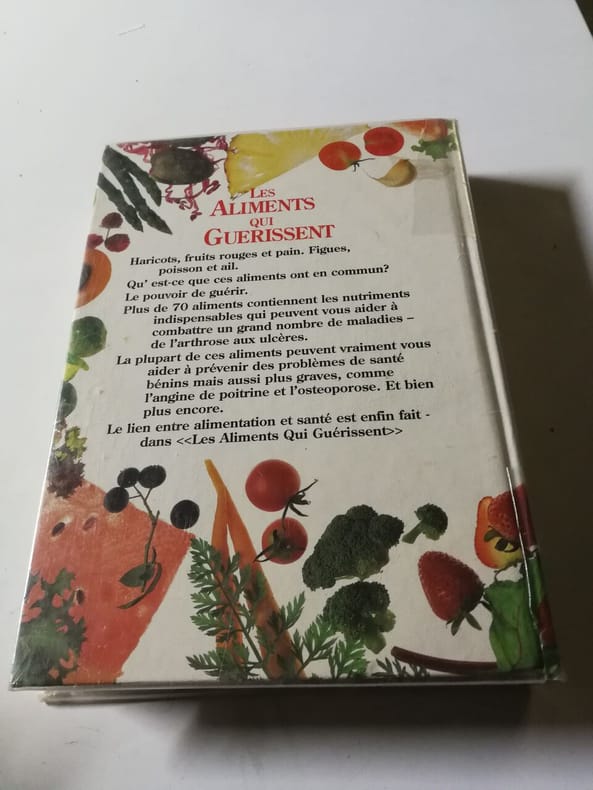 LES
ALIMENTS
QUI
GUERISSENT
Haricots, fruits rouges et pain. Figues,
poisson et ail.
Qu' est-ce que ces aliments ont en commun?
Le pouvoir de guérir.
Plus de 70 aliments contiennent les nutriments
indispensables qui peuvent vous aider à
combattre un grand nombre de maladies –
de l'arthrose aux ulcères.
La plupart de ces aliments peuvent vraiment vous
aider à prévenir des problèmes de santé
bénins mais aussi plus graves, comme
l'angine de poitrine et l'osteoporose. Et bien
plus encore.
Le lien entre alimentation et santé est enfin fait -
dans <<Les Aliments Qui Guérissent>>